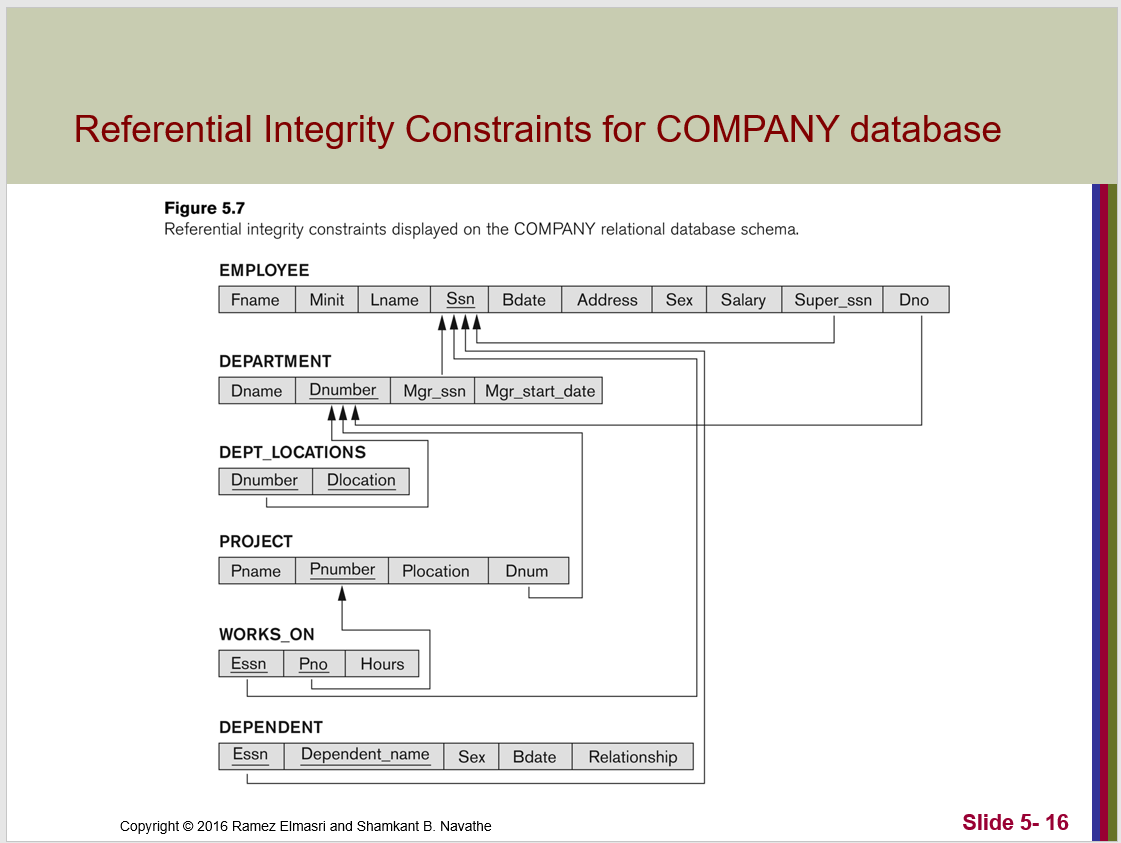 Referential Integrity Constraints for COMPANY database
Figure 5.7
Referential integrity constraints displayed on the COMPANY relational database schema.
EMPLOYEE
Fname Minit Lname Ssn Bdate Address Sex Salary Super_ssn Dno
DEPARTMENT
Dname Dnumber Mgr_ssn Mgr_start_date
DEPT_LOCATIONS
Dnumber Dlocation
PROJECT
Pname Pnumber Plocation Dnum
WORKS_ON
Essn Pno Hours
DEPENDENT
Essn Dependent_name Sex Bdate Relationship
Copyright © 2016 Ramez Elmasri and Shamkant B. Navathe
Slide 5- 16